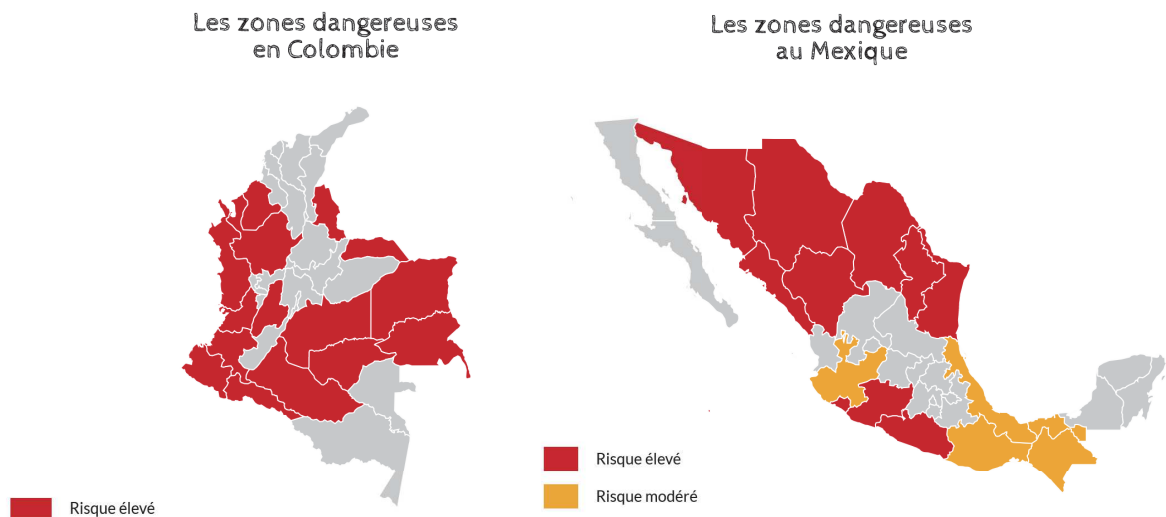 Les zones dangereuses
en Colombie
Les zones dangereuses
au Mexique
Risque élevé
Risque élevé
Risque modéré